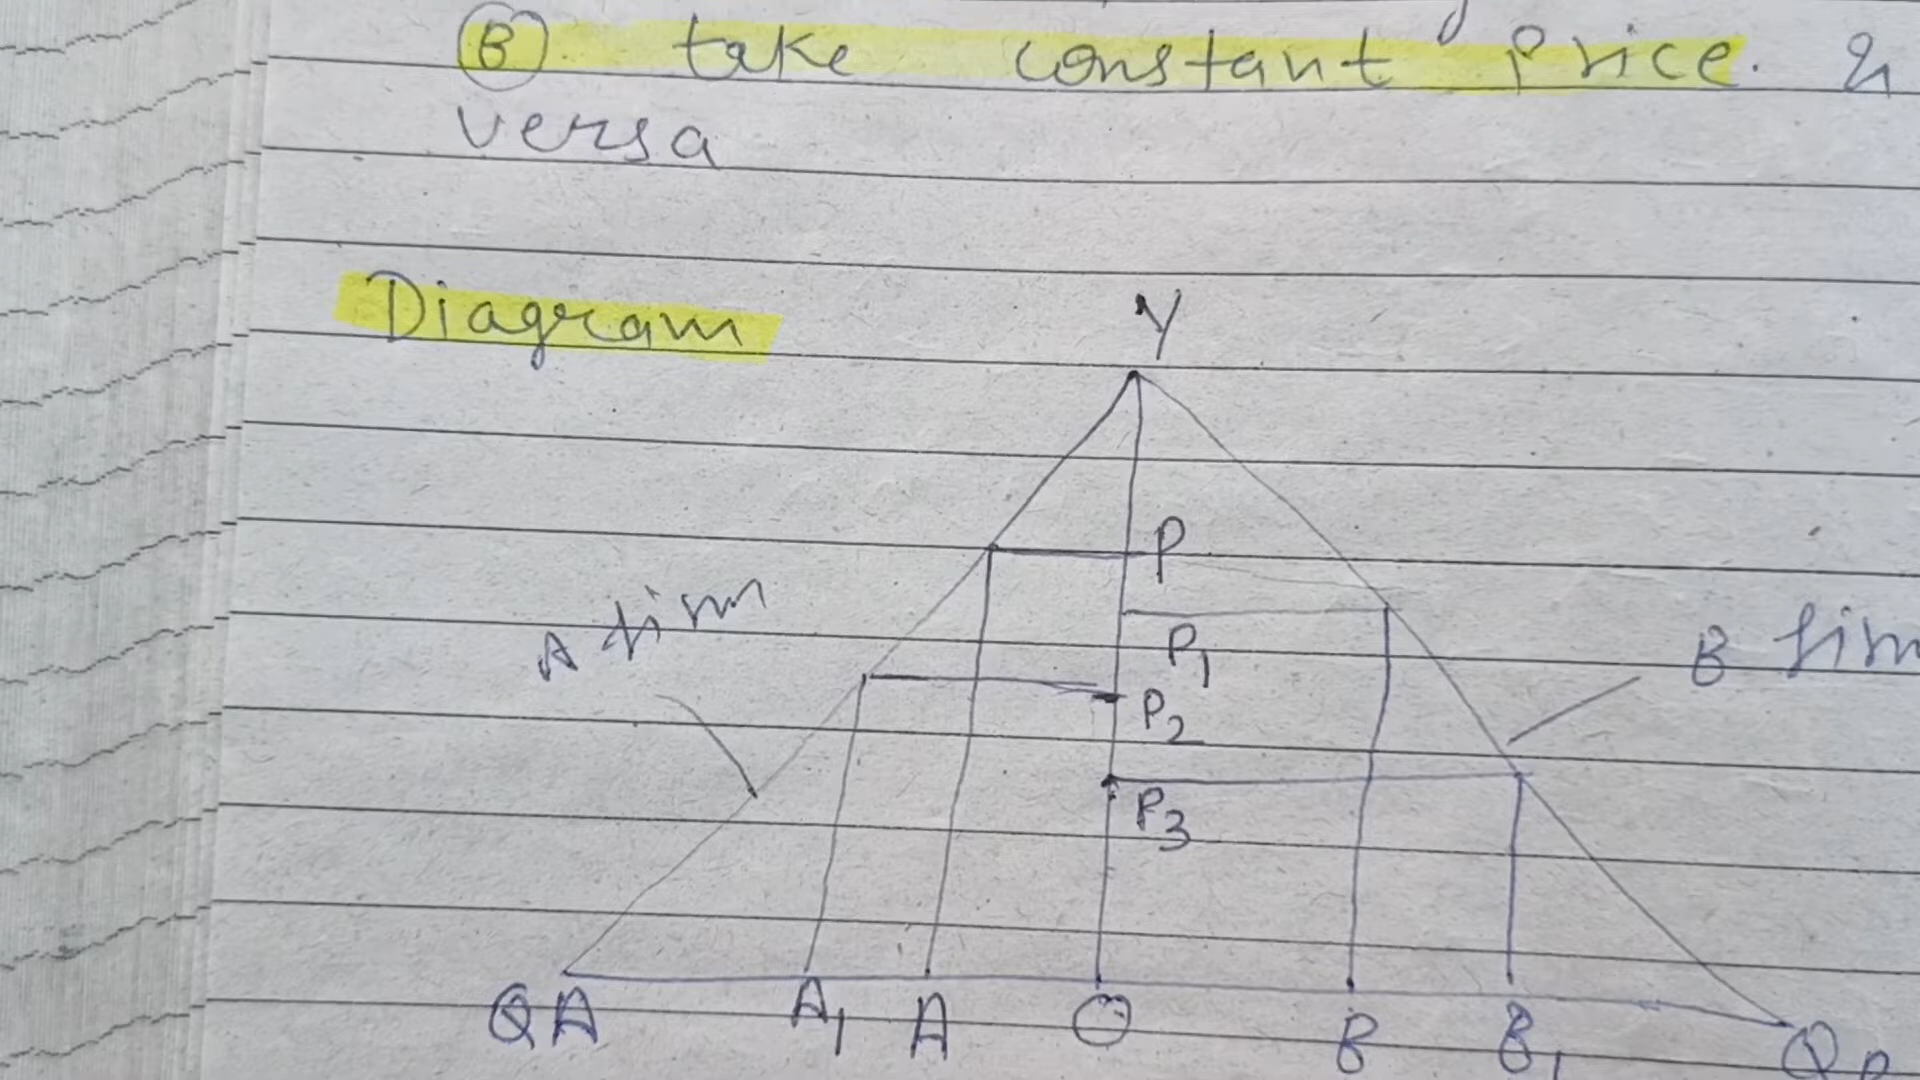 B take constant price. &
versa
Diagram
Y
P
A firm
P1
B firm
P2
P3
QA A1 A O B B1